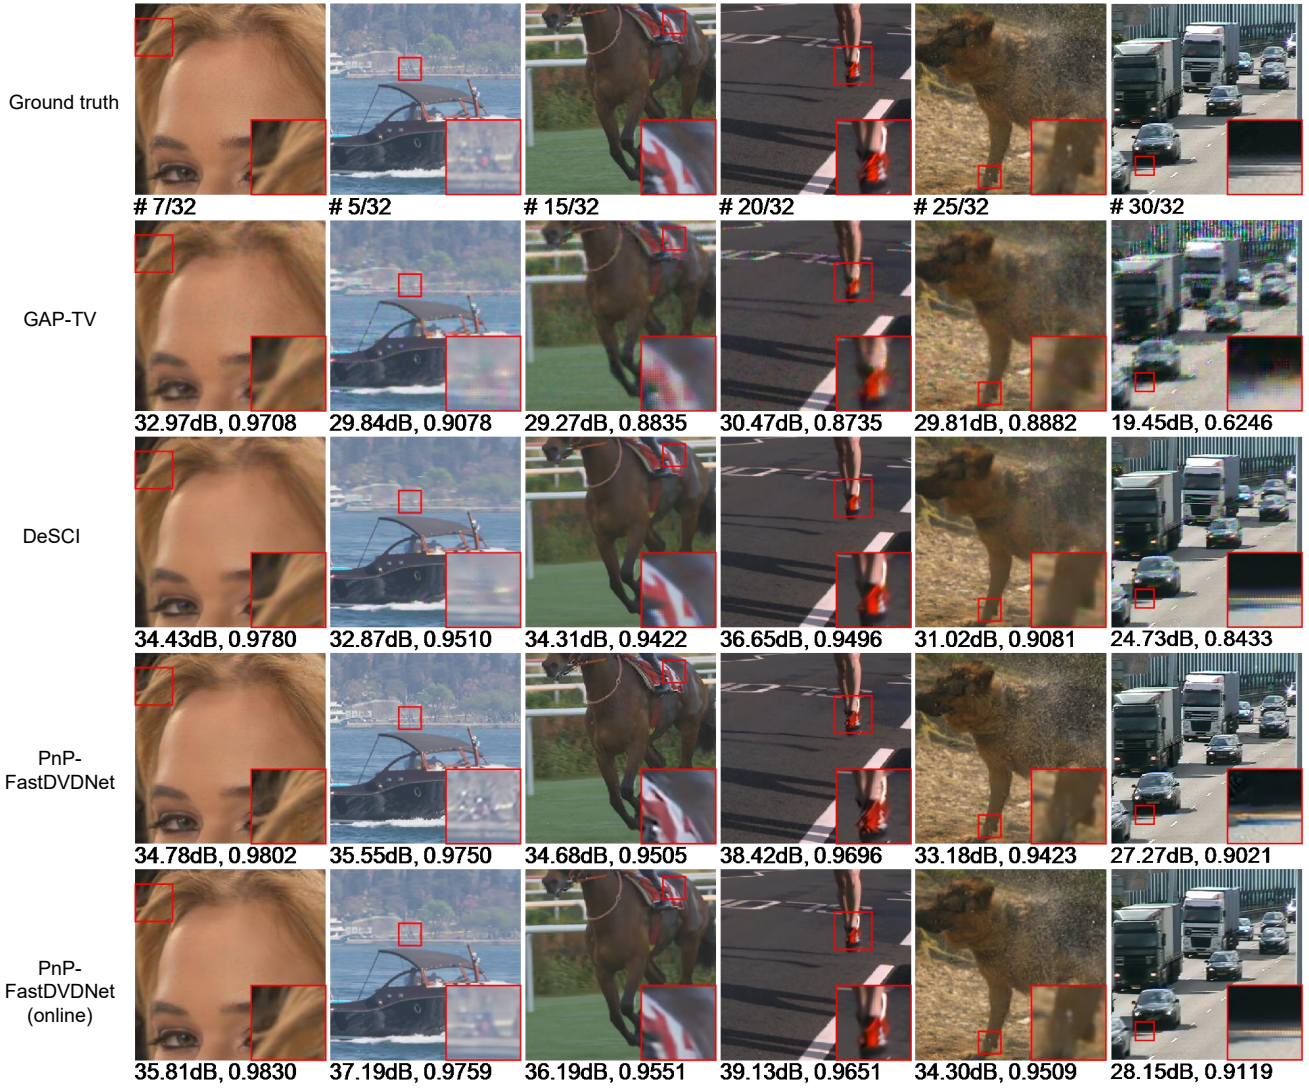 Ground truth
# 7/32 # 5/32 # 15/32 # 20/32 # 25/32 # 30/32
GAP-TV
32.97dB, 0.9708 29.84dB, 0.9078 29.27dB, 0.8835 30.47dB, 0.8735 29.81dB, 0.8882 19.45dB, 0.6246
DeSCI
34.43dB, 0.9780 32.87dB, 0.9510 34.31dB, 0.9422 36.65dB, 0.9496 31.02dB, 0.9081 24.73dB, 0.8433
PnP-
FastDVDNet
34.78dB, 0.9802 35.55dB, 0.9750 34.68dB, 0.9505 38.42dB, 0.9696 33.18dB, 0.9423 27.27dB, 0.9021
PnP-
FastDVDNet
(online)
35.81dB, 0.9830 37.19dB, 0.9759 36.19dB, 0.9551 39.13dB, 0.9651 34.30dB, 0.9509 28.15dB, 0.9119